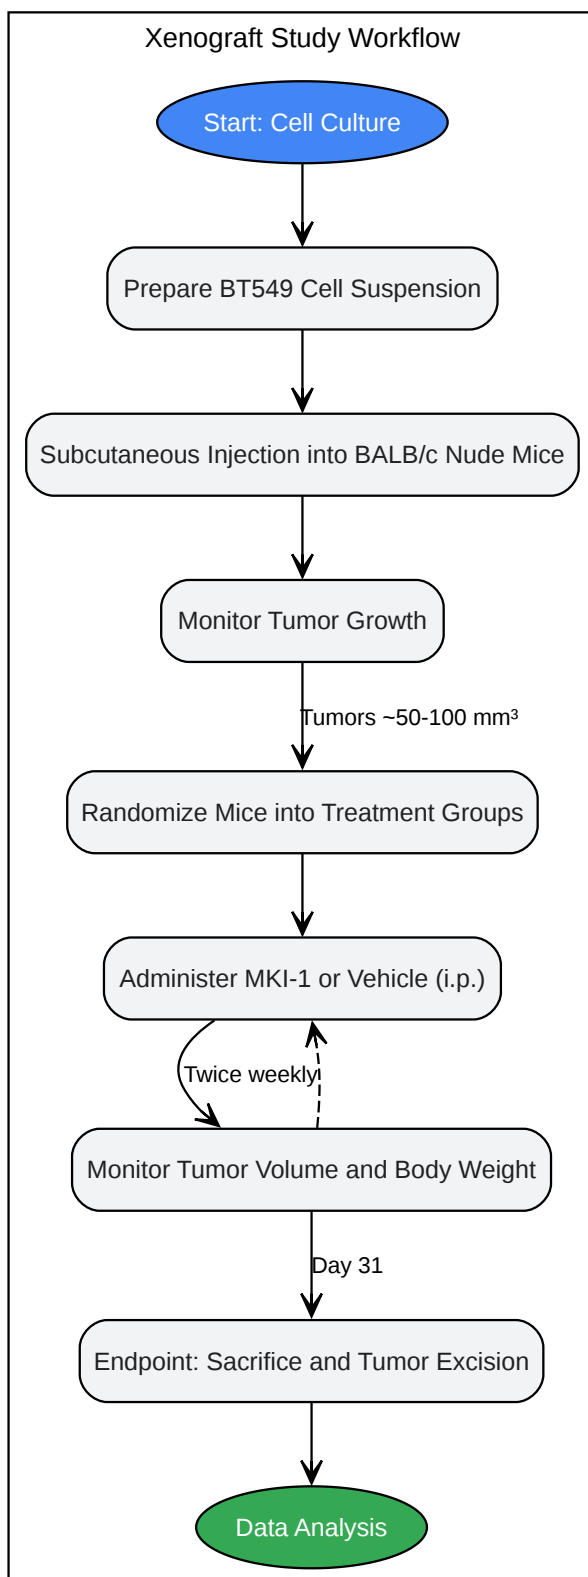 Xenograft Study Workflow
Start: Cell Culture
Prepare BT549 Cell Suspension
Subcutaneous Injection into BALB/c Nude Mice
Monitor Tumor Growth
Tumors ~50-100 mm³
Randomize Mice into Treatment Groups
Administer MKI-1 or Vehicle (i.p.)
Twice weekly
Monitor Tumor Volume and Body Weight
Day 31
Endpoint: Sacrifice and Tumor Excision
Data Analysis